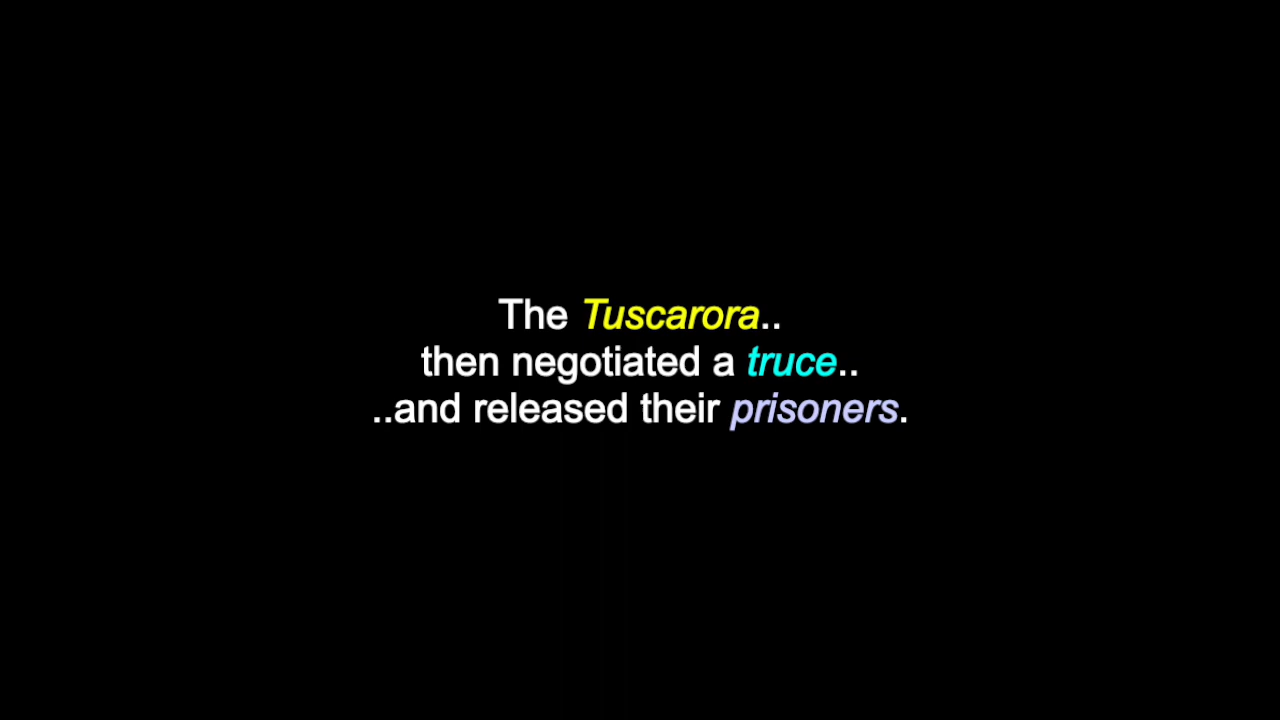 The Tuscarora..
then negotiated a truce..
..and released their prisoners.